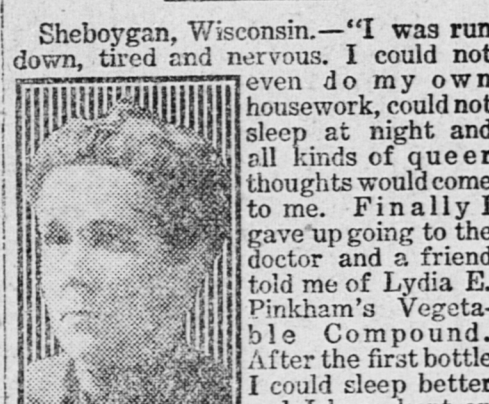 Sheboygan, Wisconsin.—"I was run
down, tired and nervous. I could not
even do my own
housework, could not
sleep at night and
all kinds of queer
thoughts would come
to me. Finally I
gave up going to the
doctor and a friend
told me of Lydia E.
Pinkham's Vegeta-
ble Compound.
After the first bottle
I could sleep better